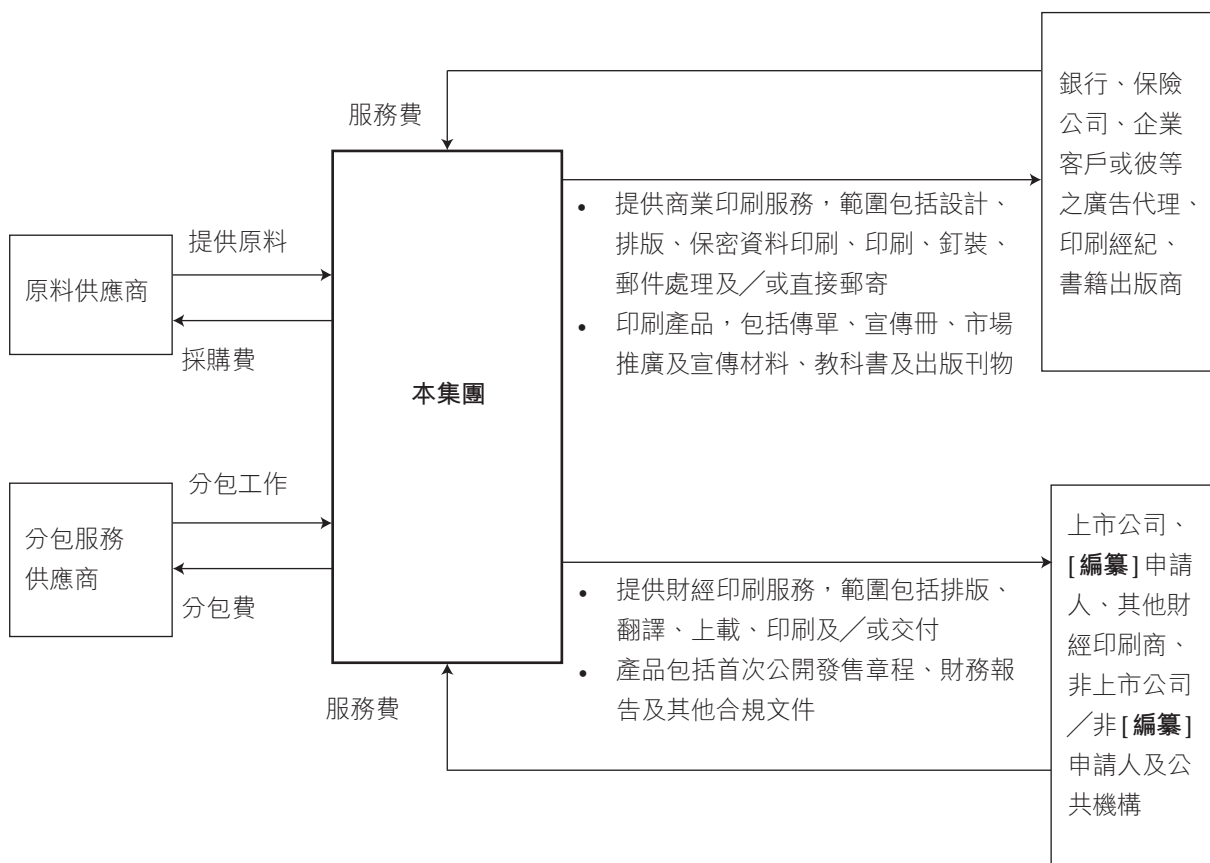 服務費
銀行、保險
公司、企業
客戶或彼等
之廣告代理、
印刷經紀、
書籍出版商
• 提供商業印刷服務，範圍包括設計、
排版、保密資料印刷、印刷、釘裝、
郵件處理及╱或直接郵寄
• 印刷產品，包括傳單、宣傳冊、市場
推廣及宣傳材料、教科書及出版刊物
提供原料
原料供應商
採購費
本集團
分包工作
分包服務
供應商
分包費
• 提供財經印刷服務，範圍包括排版、
翻譯、上載、印刷及╱或交付
• 產品包括首次公開發售章程、財務報
告及其他合規文件
服務費
上市公司、
[編纂]申請
人、其他財
經印刷商、
非上市公司
╱非[編纂]
申請人及公
共機構